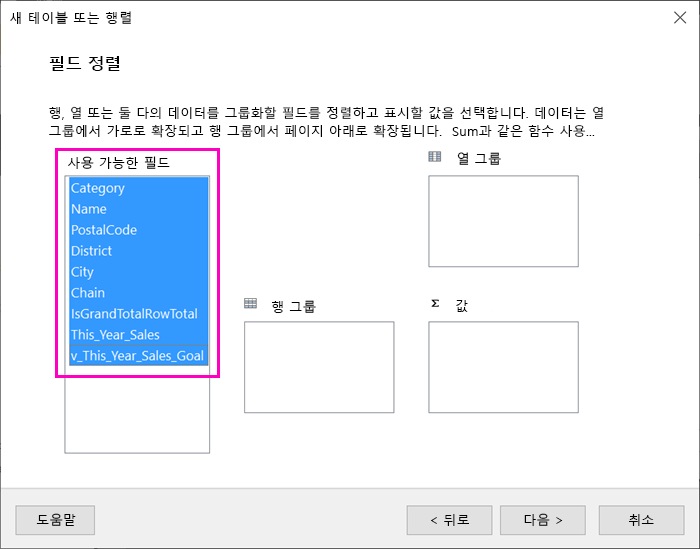 새 테이블 또는 행렬
필드 정렬
행, 열 또는 둘 다의 데이터를 그룹화할 필드를 정렬하고 표시할 값을 선택합니다. 데이터는 열
그룹에서 가로로 확장되고 행 그룹에서 페이지 아래로 확장됩니다. Sum과 같은 함수 사용...
사용 가능한 필드
Category
Name
PostalCode
District
City
Chain
IsGrandTotalRowTotal
This_Year_Sales
v_This_Year_Sales_Goal
열 그룹
행 그룹
Σ 값
도움말
< 뒤로
다음 >
취소